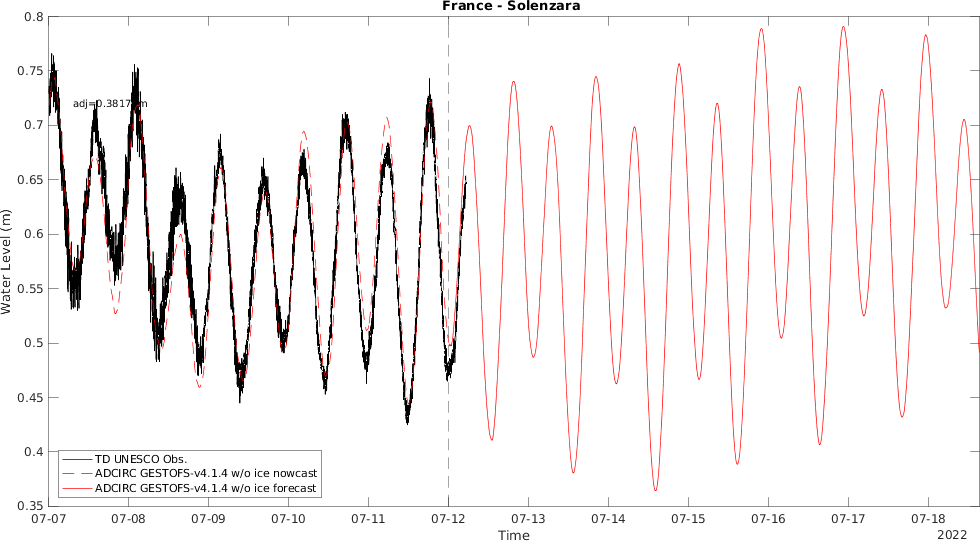 France - Solenzara
0.8
0.75
0.7
0.65
0.6
0.55
0.5
0.45
0.4
0.35
Water Level (m)
adj=0.3817 m
TD UNESCO Obs.
ADCIRC GESTOFS-v4.1.4 w/o ice nowcast
ADCIRC GESTOFS-v4.1.4 w/o ice forecast
07-07 07-08 07-09 07-10 07-11 07-12 07-13 07-14 07-15 07-16 07-17 07-18
Time
2022